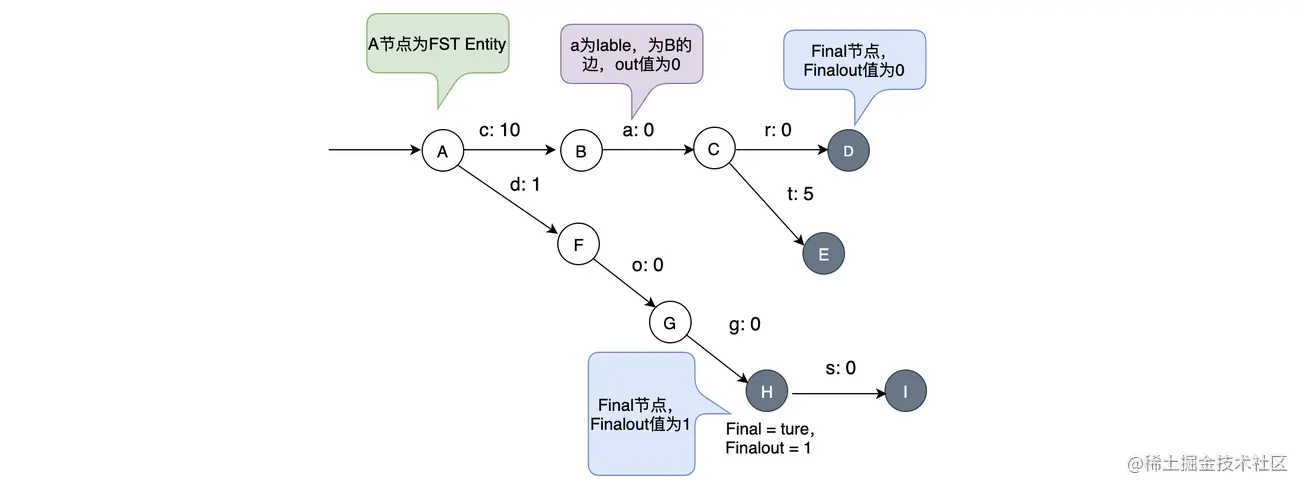 A节点为FST Entity
a为lable，为B的
边，out值为0
Final节点，
Finalout值为0
c: 10
a: 0
r: 0
A
B
C
D
d: 1
t: 5
F
E
o: 0
G
g: 0
s: 0
H
I
Final节点，
Finalout值为1
Final = ture，
Finalout = 1
@稀土掘金技术社区